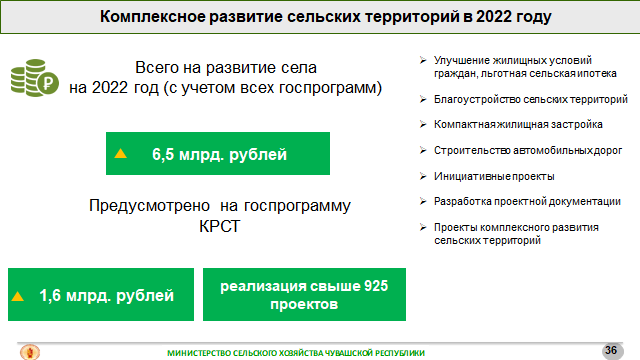 Комплексное развитие сельских территорий в 2022 году
Всего на развитие села
на 2022 год (с учетом всех госпрограмм)
6,5 млрд. рублей
Предусмотрено на госпрограмму
КРСТ
1,6 млрд. рублей
реализация свыше 925
проектов
Улучшение жилищных условий
граждан, льготная сельская ипотека
Благоустройство сельских территорий
Компактная жилищная застройка
Строительство автомобильных дорог
Инициативные проекты
Разработка проектной документации
Проекты комплексного развития
сельских территорий
МИНИСТЕРСТВО СЕЛЬСКОГО ХОЗЯЙСТВА ЧУВАШСКОЙ РЕСПУБЛИКИ
36